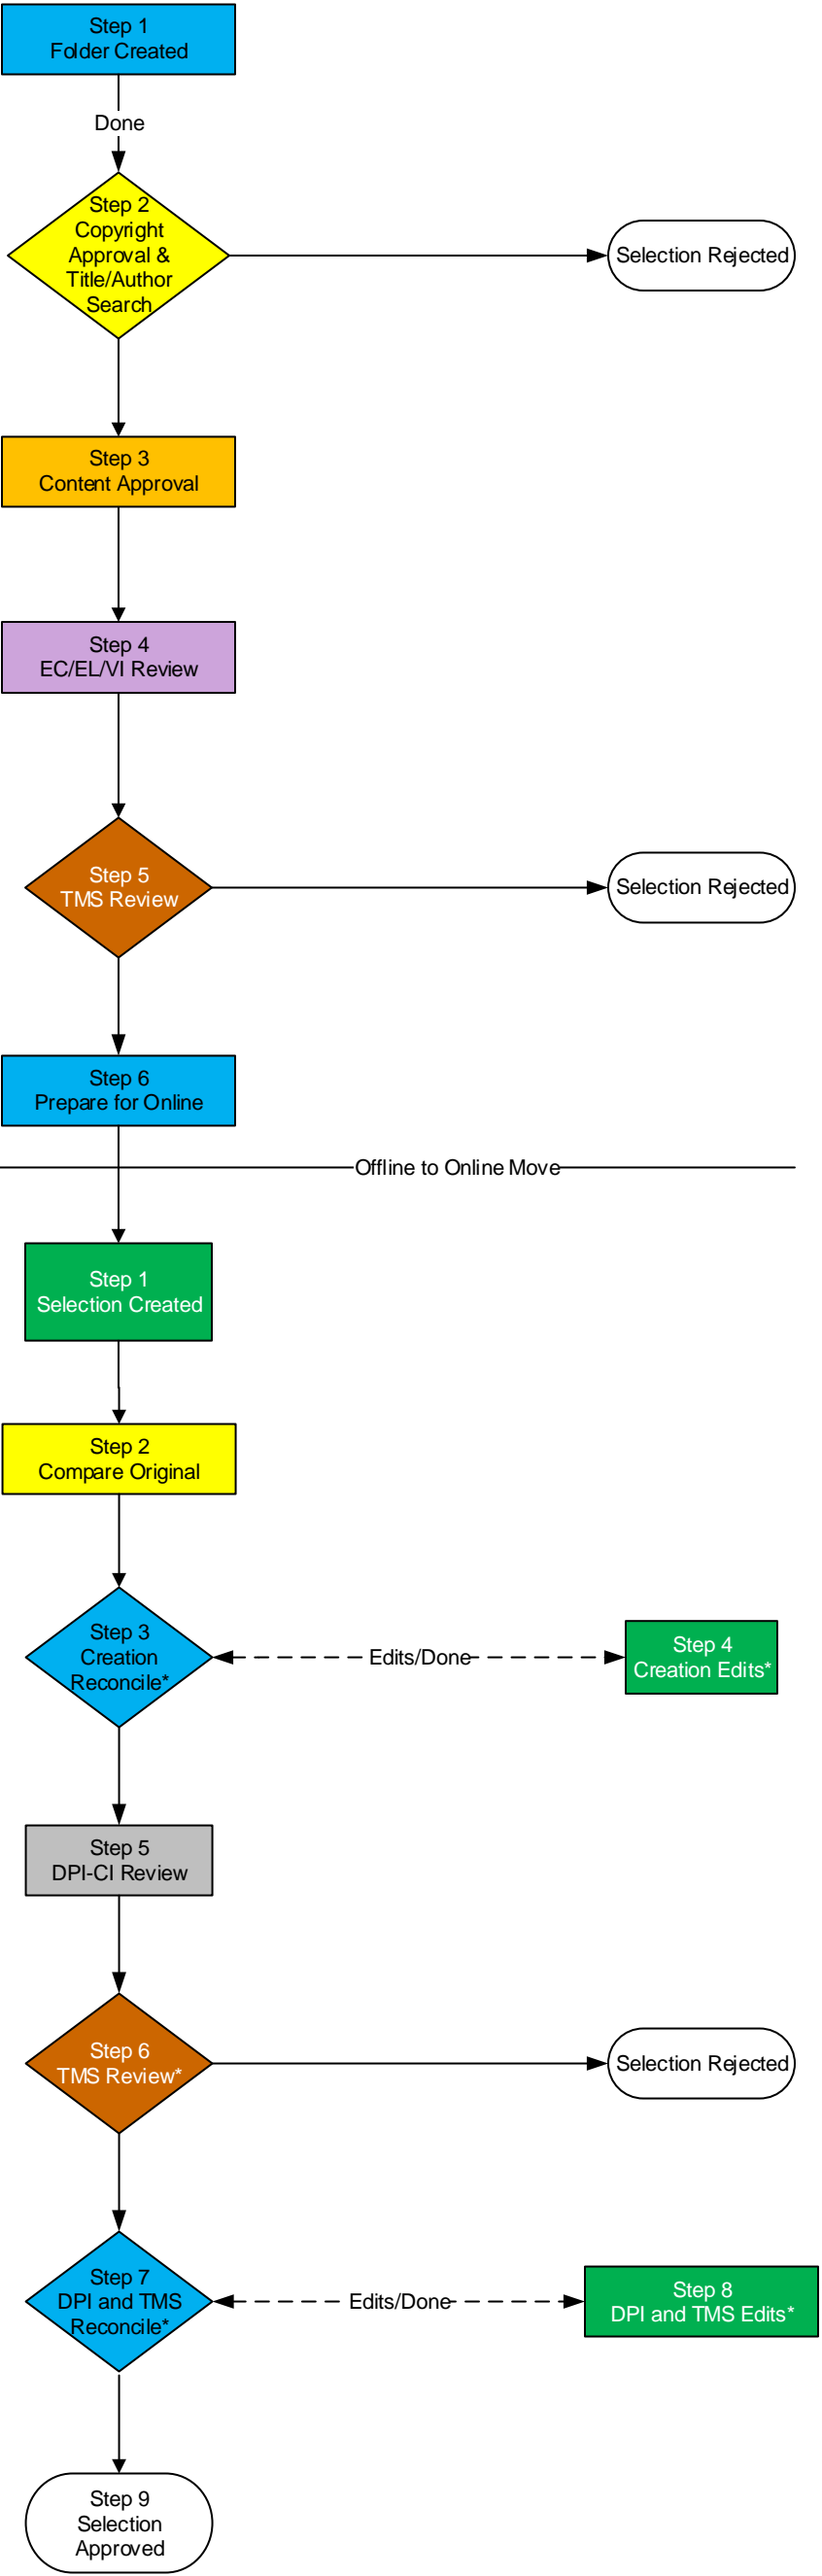 Step 1
Folder Created
Done
Step 2
Copyright
Approval &
Title/Author
Search
Selection Rejected
Step 3
Content Approval
Step 4
EC/EL/VI Review
Step 5
TMS Review
Selection Rejected
Step 6
Prepare for Online
Offline to Online Move
Step 1
Selection Created
Step 2
Compare Original
Step 3
Creation
Reconcile*
Edits/Done
Step 4
Creation Edits*
Step 5
DPI-CI Review
Step 6
TMS Review*
Selection Rejected
Step 7
DPI and TMS
Reconcile*
Edits/Done
Step 8
DPI and TMS Edits*
Step 9
Selection
Approved